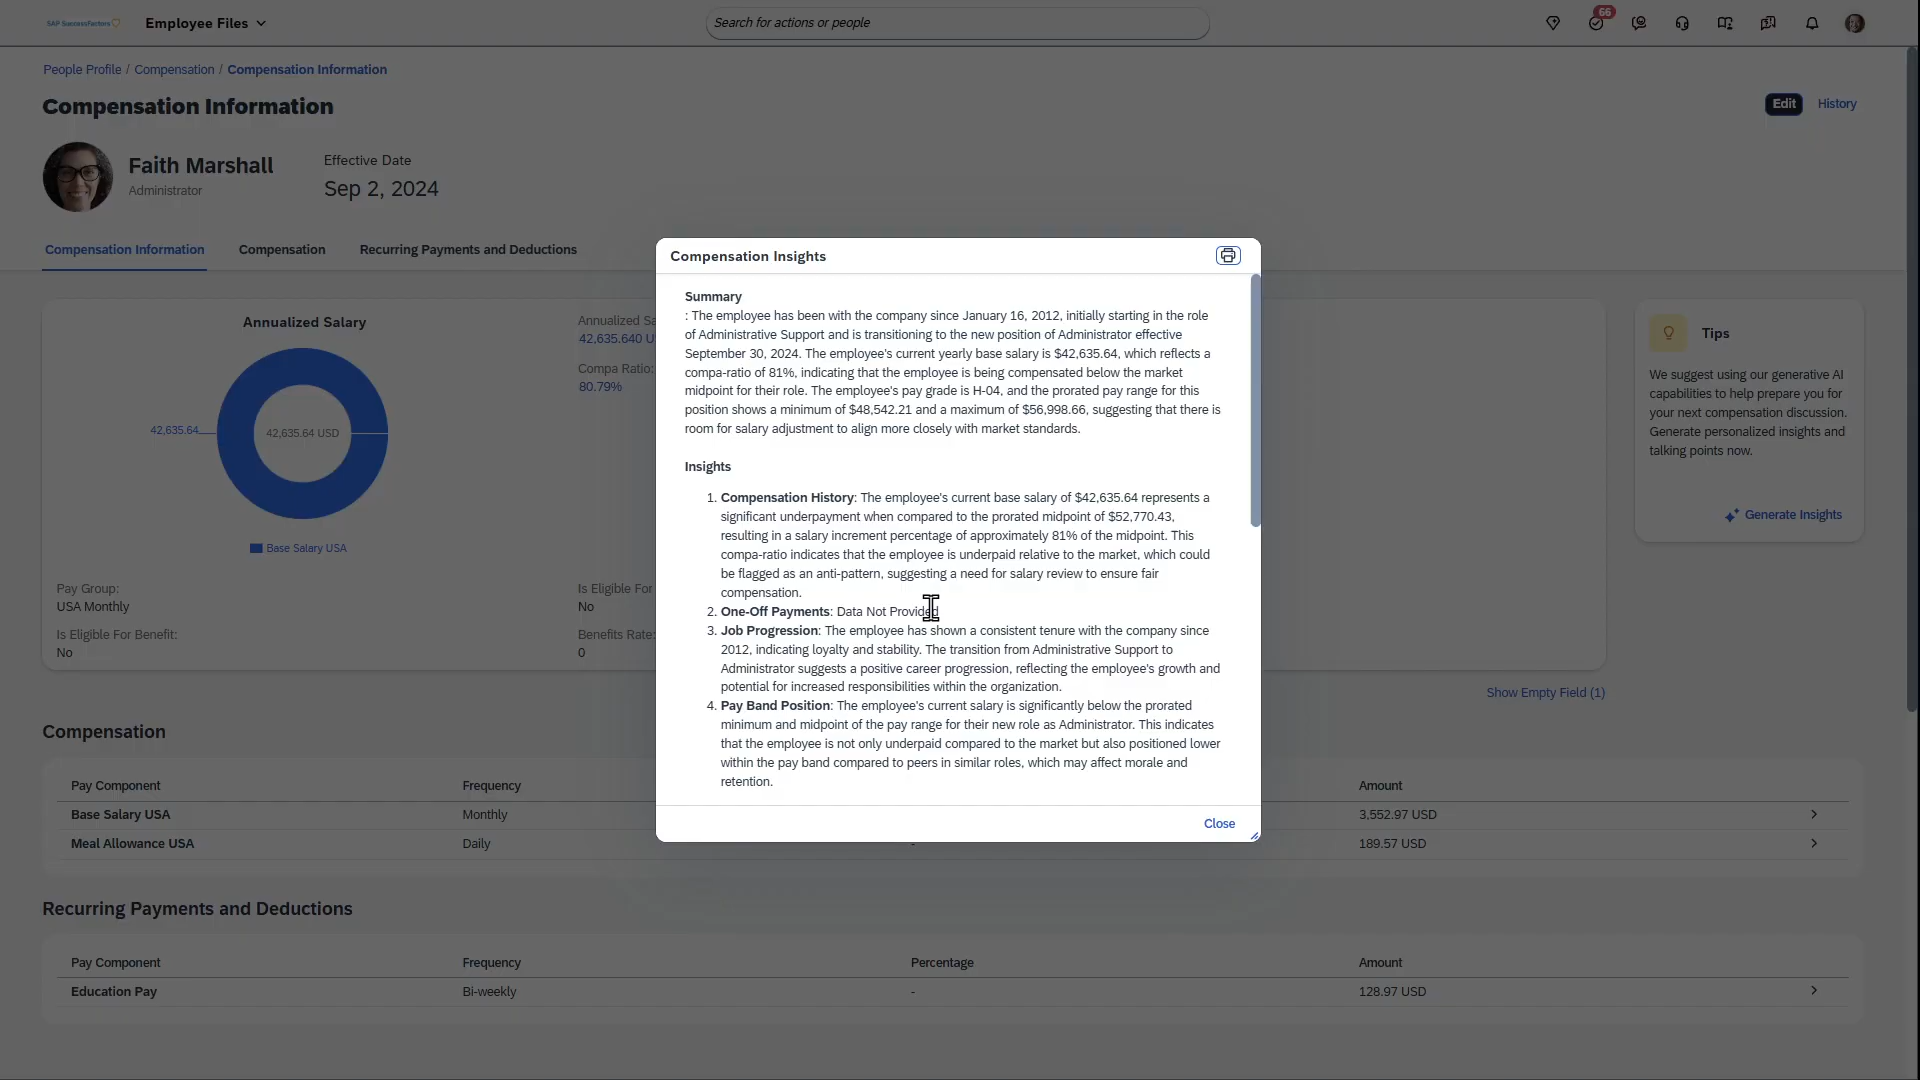 SAP SuccessFactors
Employee Files
Search for actions or people
66
People Profile / Compensation / Compensation Information
Compensation Information
Edit
History
Faith Marshall
Administrator
Effective Date
Sep 2, 2024
Compensation Information
Compensation
Recurring Payments and Deductions
Annualized Salary
42,635.64
42,635.64 USD
Base Salary USA
Annualized Sa
42,635.640 U
Compa Ratio:
80.79%
Pay Group:
USA Monthly
Is Eligible For
No
Is Eligible For Benefit:
No
Benefits Rate:
0
Compensation Insights
Summary
: The employee has been with the company since January 16, 2012, initially starting in the role
of Administrative Support and is transitioning to the new position of Administrator effective
September 30, 2024. The employee's current yearly base salary is $42,635.64, which reflects a
compa-ratio of 81%, indicating that the employee is being compensated below the market
midpoint for their role. The employee's pay grade is H-04, and the prorated pay range for this
position shows a minimum of $48,542.21 and a maximum of $56,998.66, suggesting that there is
room for salary adjustment to align more closely with market standards.
Insights
1. Compensation History: The employee's current base salary of $42,635.64 represents a
significant underpayment when compared to the prorated midpoint of $52,770.43,
resulting in a salary increment percentage of approximately 81% of the midpoint. This
compa-ratio indicates that the employee is underpaid relative to the market, which could
be flagged as an anti-pattern, suggesting a need for salary review to ensure fair
compensation.
2. One-Off Payments: Data Not Provided
3. Job Progression: The employee has shown a consistent tenure with the company since
2012, indicating loyalty and stability. The transition from Administrative Support to
Administrator suggests a positive career progression, reflecting the employee's growth and
potential for increased responsibilities within the organization.
4. Pay Band Position: The employee's current salary is significantly below the prorated
minimum and midpoint of the pay range for their new role as Administrator. This indicates
that the employee is not only underpaid compared to the market but also positioned lower
within the pay band compared to peers in similar roles, which may affect morale and
retention.
Close
Tips
We suggest using our generative AI
capabilities to help prepare you for
your next compensation discussion.
Generate personalized insights and
talking points now.
Generate Insights
Show Empty Field (1)
Compensation
Pay Component Frequency Amount
Base Salary USA Monthly 3,552.97 USD
Meal Allowance USA Daily - 189.57 USD
Recurring Payments and Deductions
Pay Component Frequency Percentage Amount
Education Pay Bi-weekly - 128.97 USD